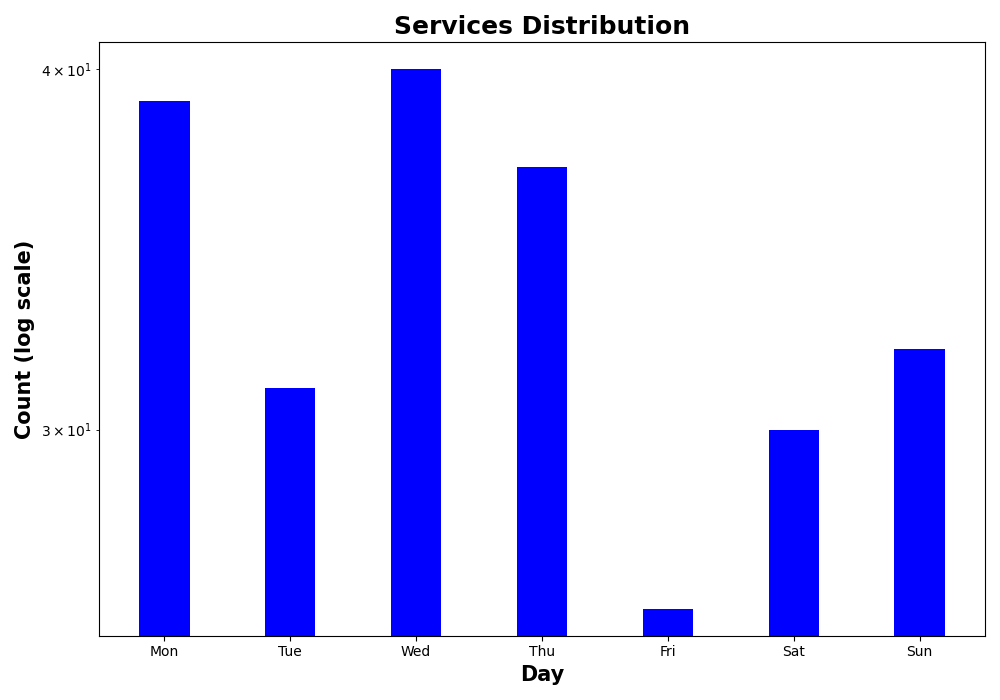 Services Distribution
4 × 10¹
3 × 10¹
Count (log scale)
Mon Tue Wed Thu Fri Sat Sun
Day